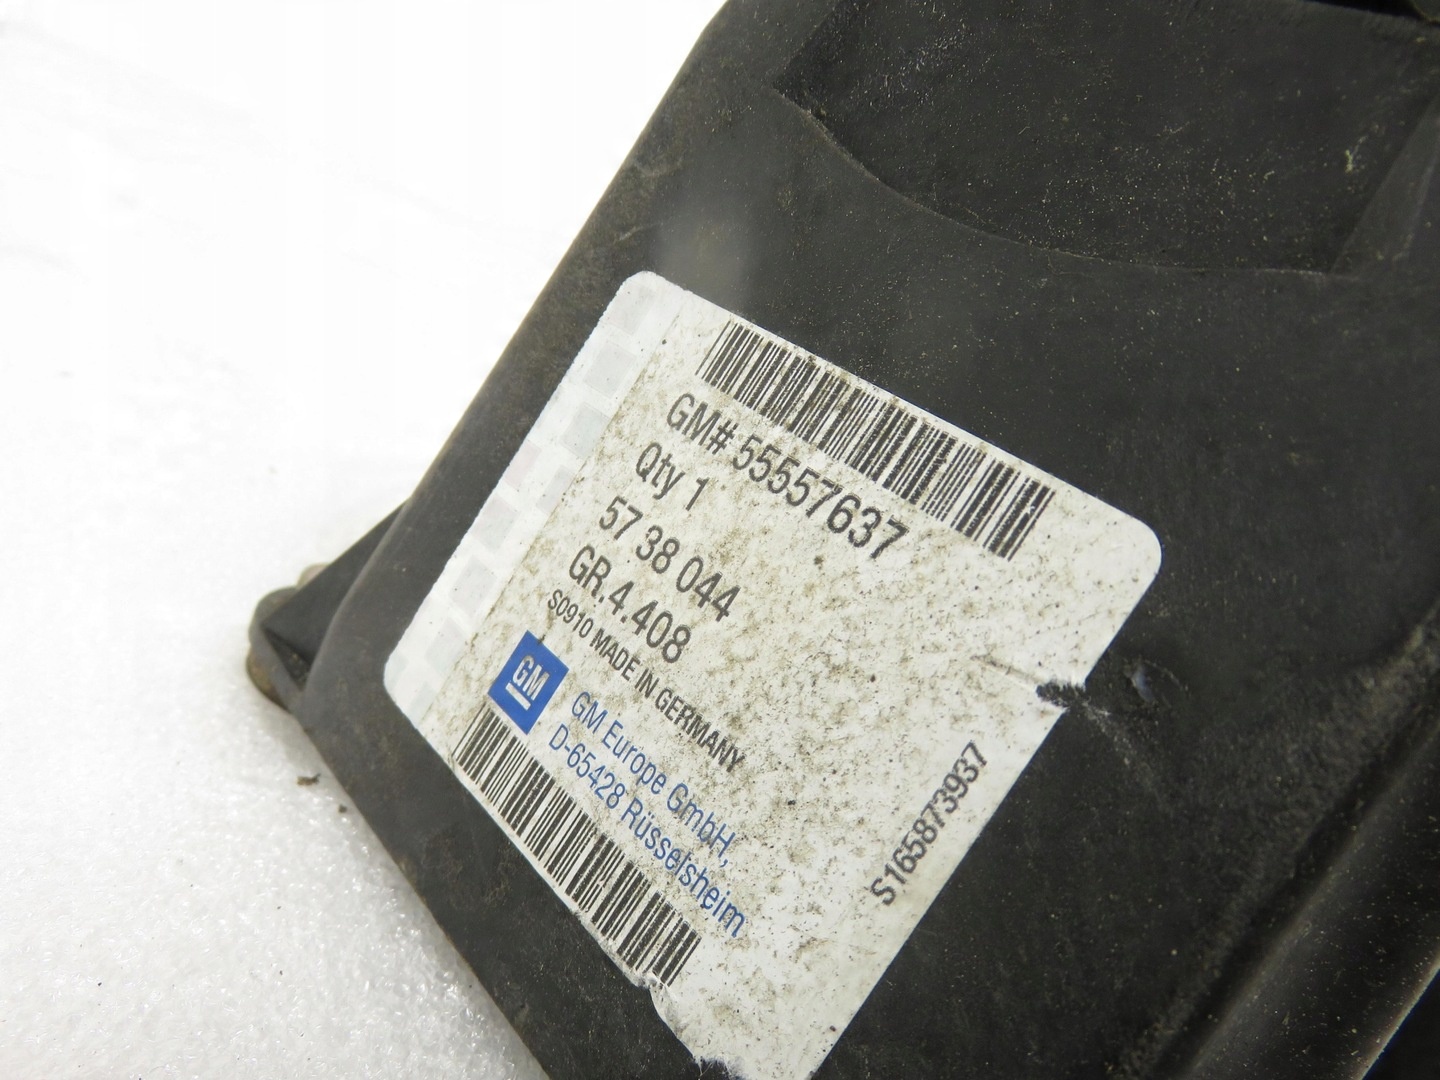 GM# 55557637
Qty 1
57 38 044
GR.4.408
S0910 MADE IN GERMANY
GM
GM Europe GmbH,
D-65428 Rüsselsheim
S165873937